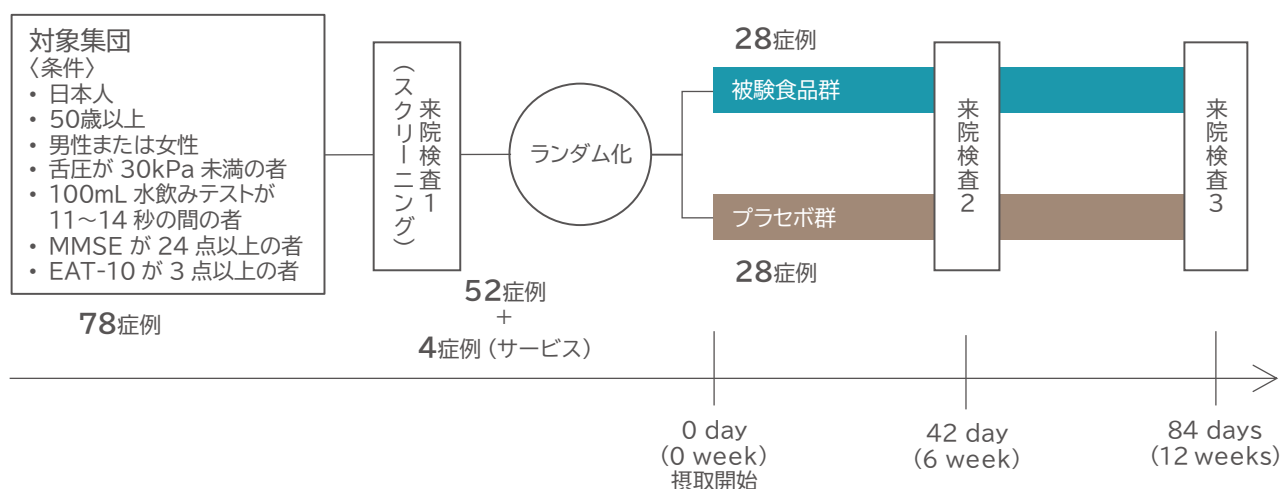 対象集団
〈条件〉
• 日本人
• 50歳以上
• 男性または女性
• 舌圧が 30kPa 未満の者
• 100mL 水飲みテストが
11〜14 秒の間の者
• MMSE が 24 点以上の者
• EAT-10 が 3 点以上の者
78症例
来院検査1
(スクリーニング)
52症例
+
4症例 (サービス)
ランダム化
28症例
被験食品群
プラセボ群
28症例
来院検査2
来院検査3
0 day
(0 week)
摂取開始
42 day
(6 week)
84 days
(12 weeks)